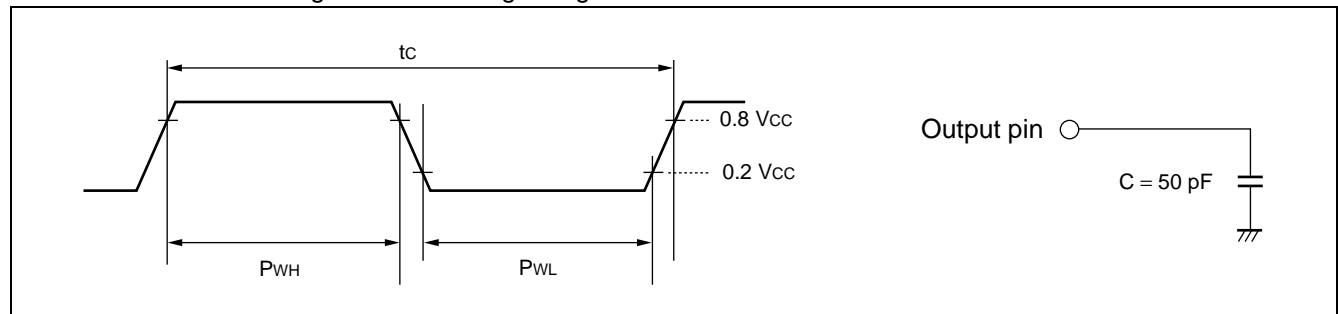 tC
0.8 VCC
0.2 VCC
PWH
PWL
Output pin
C = 50 pF